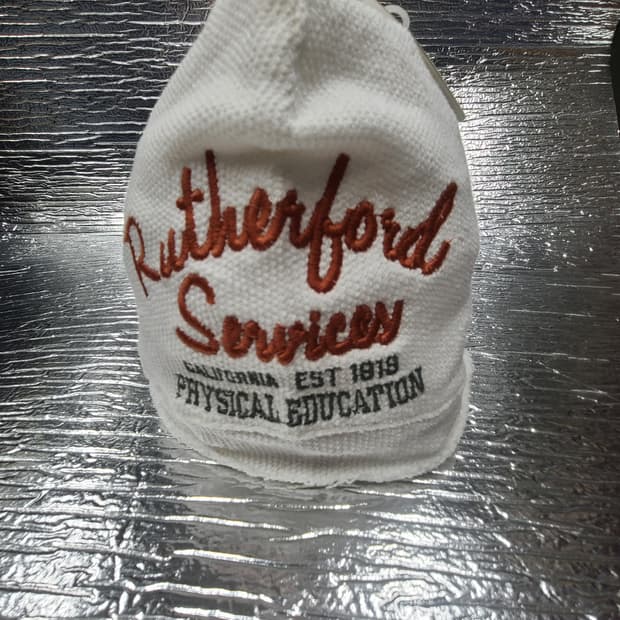 Rutherford
Services
CALIFORNIA EST 1919
PHYSICAL EDUCATION